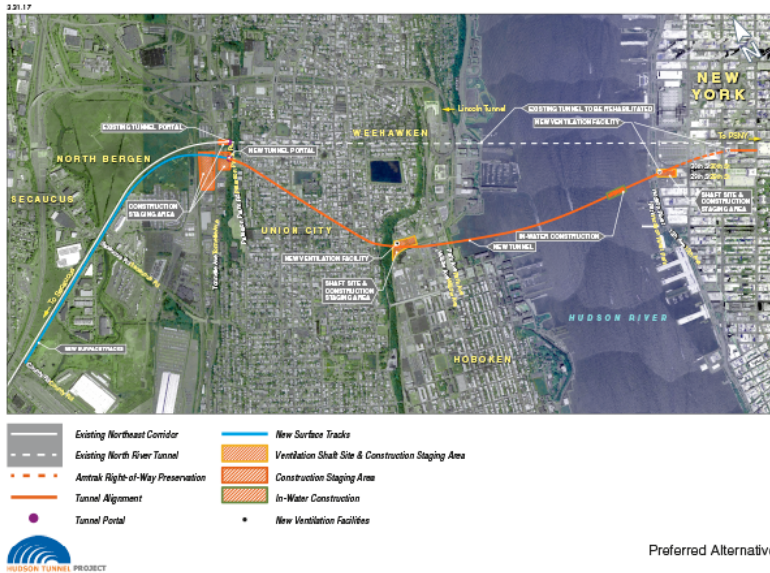 3.21.17
NEW
YORK
Lincoln Tunnel
EXISTING TUNNEL TO BE REHABILITATED
NEW VENTILATION FACILITY
EXISTING TUNNEL PORTAL
WEEHAWKEN
To PSNY
NEW TUNNEL PORTAL
NORTH BERGEN
SECAUCUS
CONSTRUCTION
STAGING AREA
SHAFT SITE &
CONSTRUCTION
STAGING AREA
UNION CITY
IN-WATER CONSTRUCTION
NEW TUNNEL
NEW VENTILATION FACILITY
SHAFT SITE &
CONSTRUCTION
STAGING AREA
To Secaucus
HUDSON RIVER
NEW SURFACE TRACKS
HOBOKEN
Existing Northeast Corridor
Existing North River Tunnel
Amtrak Right-of-Way Preservation
Tunnel Alignment
Tunnel Portal
New Surface Tracks
Ventilation Shaft Site & Construction Staging Area
Construction Staging Area
In-Water Construction
New Ventilation Facilities
HUDSON TUNNEL PROJECT
Preferred Alternative